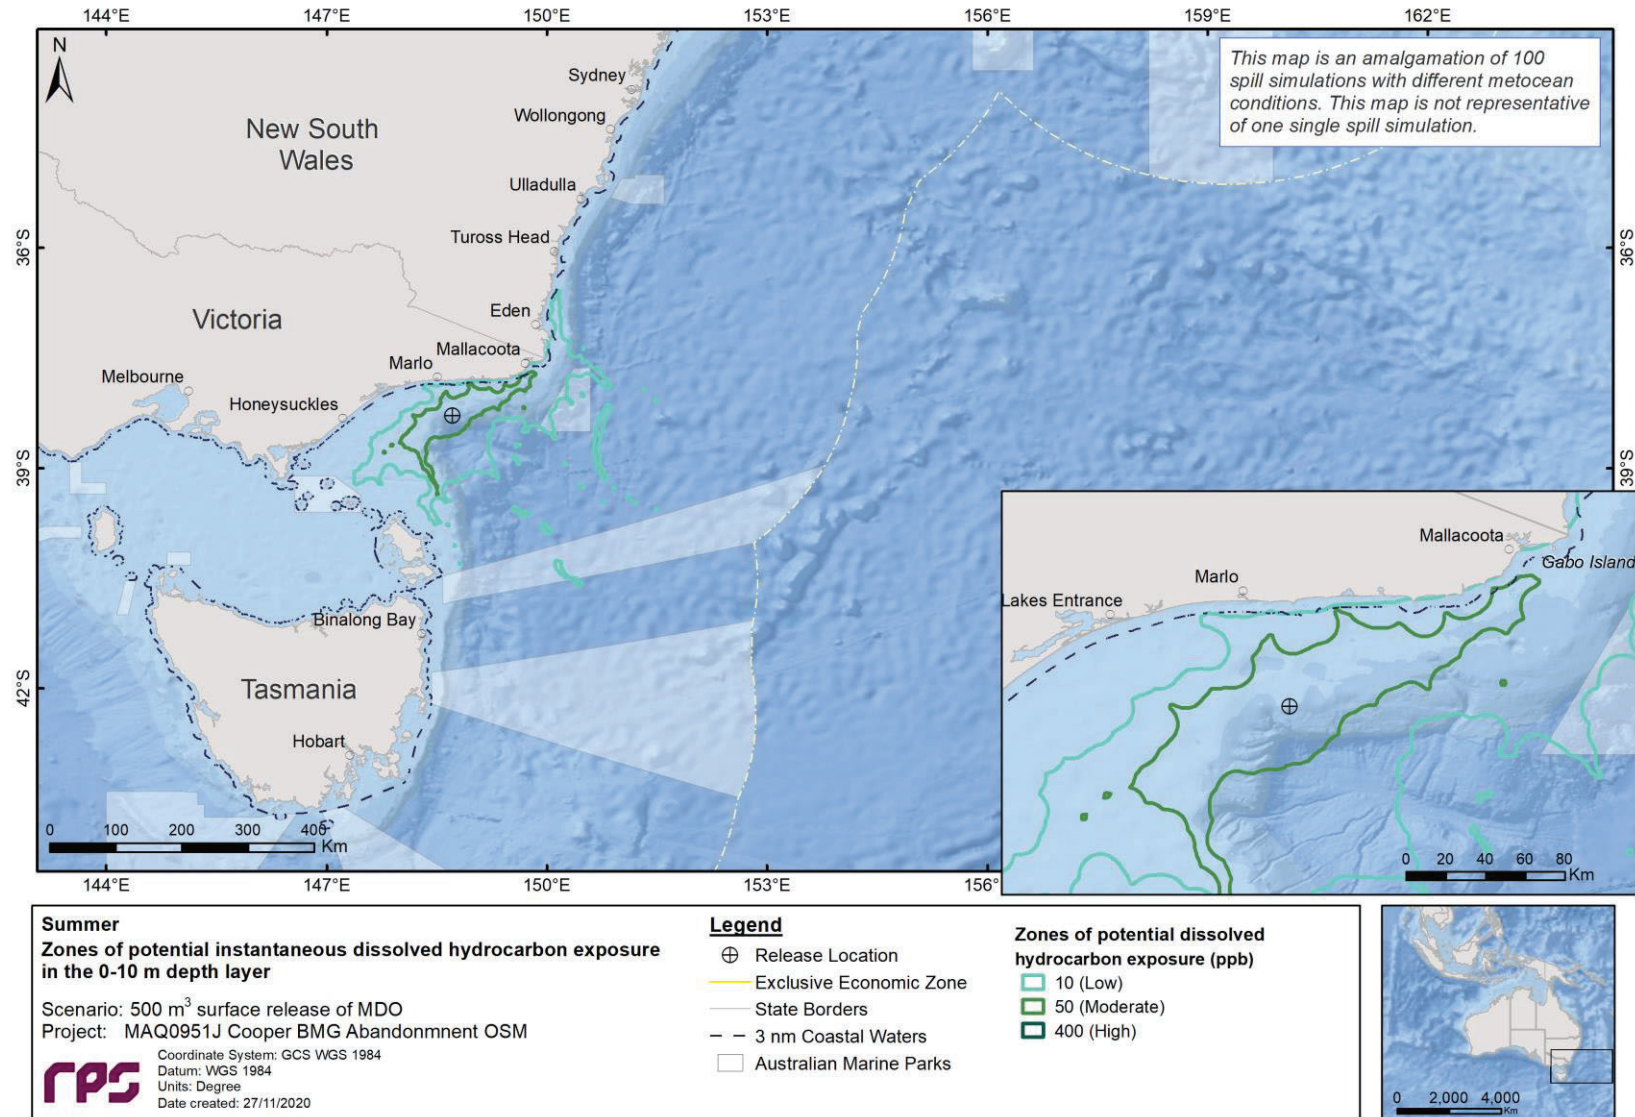 144°E
147°E
150°E
153°E
156°E
159°E
162°E
N
This map is an amalgamation of 100
spill simulations with different metocean
conditions. This map is not representative
of one single spill simulation.
Sydney
Wollongong
New South
Wales
Ulladulla
Tuross Head
36°S
36°S
Eden
Victoria
Mallacoota
Marlo
Melbourne
Honeysuckles
39°S
39°S
Mallacoota
Gabo Island
Marlo
Lakes Entrance
Binalong Bay
42°S
Tasmania
Hobart
0 100 200 300 400
Km
0 20 40 60 80
Km
144°E
147°E
150°E
153°E
156°
Summer
Zones of potential instantaneous dissolved hydrocarbon exposure
in the 0-10 m depth layer
Scenario: 500 m³ surface release of MDO
Project: MAQ0951J Cooper BMG Abandonmnent OSM
rps
Coordinate System: GCS WGS 1984
Datum: WGS 1984
Units: Degree
Date created: 27/11/2020
Legend
Release Location
Exclusive Economic Zone
State Borders
3 nm Coastal Waters
Australian Marine Parks
Zones of potential dissolved
hydrocarbon exposure (ppb)
10 (Low)
50 (Moderate)
400 (High)
0 2,000 4,000
Km